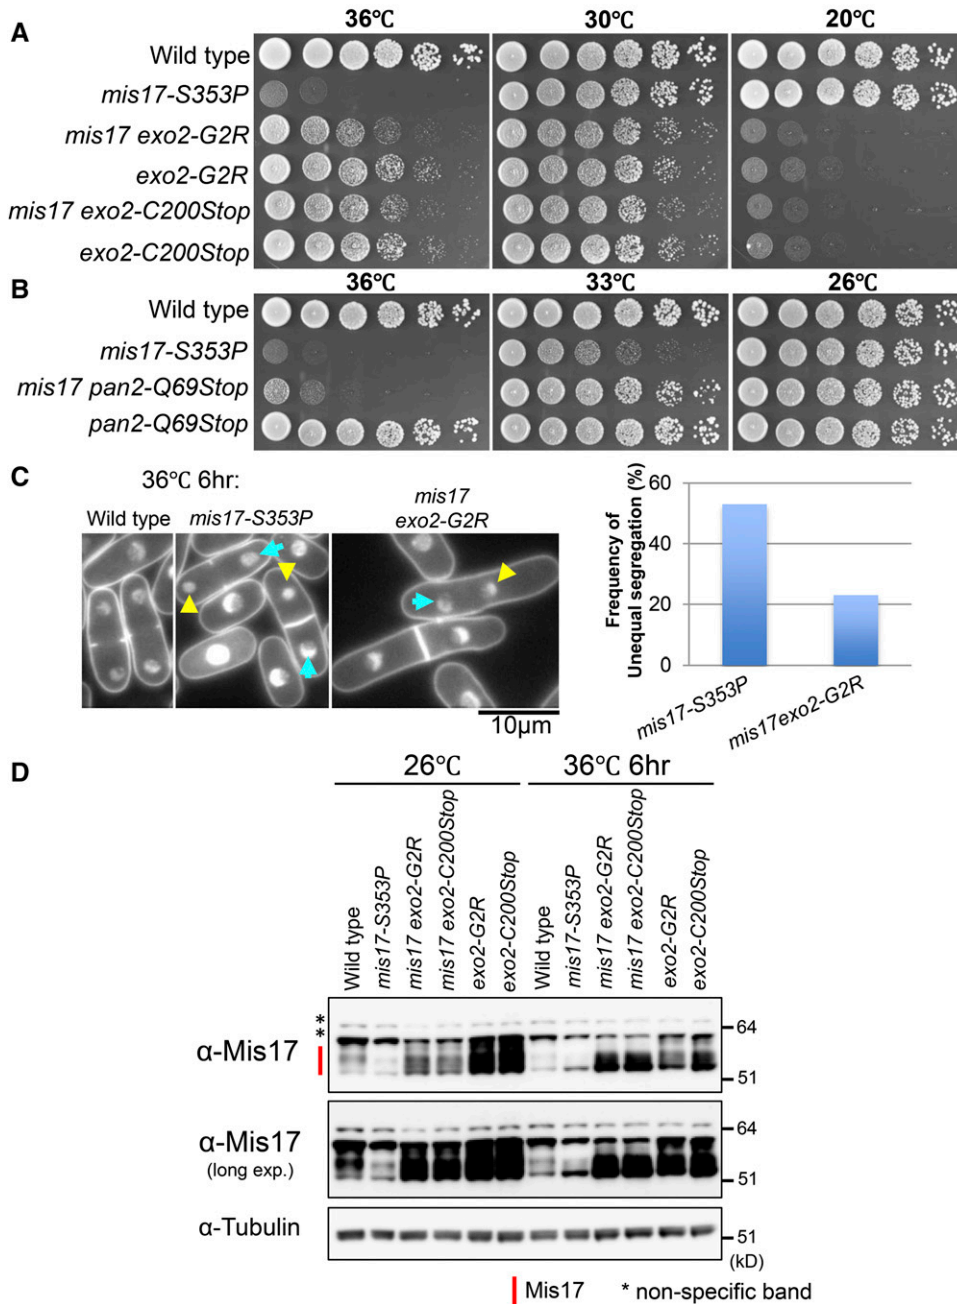 A
36℃ 30℃ 20℃
Wild type
mis17-S353P
mis17 exo2-G2R
exo2-G2R
mis17 exo2-C200Stop
exo2-C200Stop
B
36℃ 33℃ 26℃
Wild type
mis17-S353P
mis17 pan2-Q69Stop
pan2-Q69Stop
C
36℃ 6hr:
Wild type mis17-S353P mis17 exo2-G2R
10μm
Frequency of
Unequal segregation (%)
60
40
20
0
mis17-S353P
mis17exo2-G2R
D
26℃ 36℃ 6hr
Wild type
mis17-S353P
mis17 exo2-G2R
mis17 exo2-C200Stop
exo2-G2R
exo2-C200Stop
Wild type
mis17-S353P
mis17 exo2-G2R
mis17 exo2-C200Stop
exo2-G2R
exo2-C200Stop
*
*
α-Mis17
64
51
α-Mis17
(long exp.)
64
51
α-Tubulin
51
(kD)
Mis17 * non-specific band